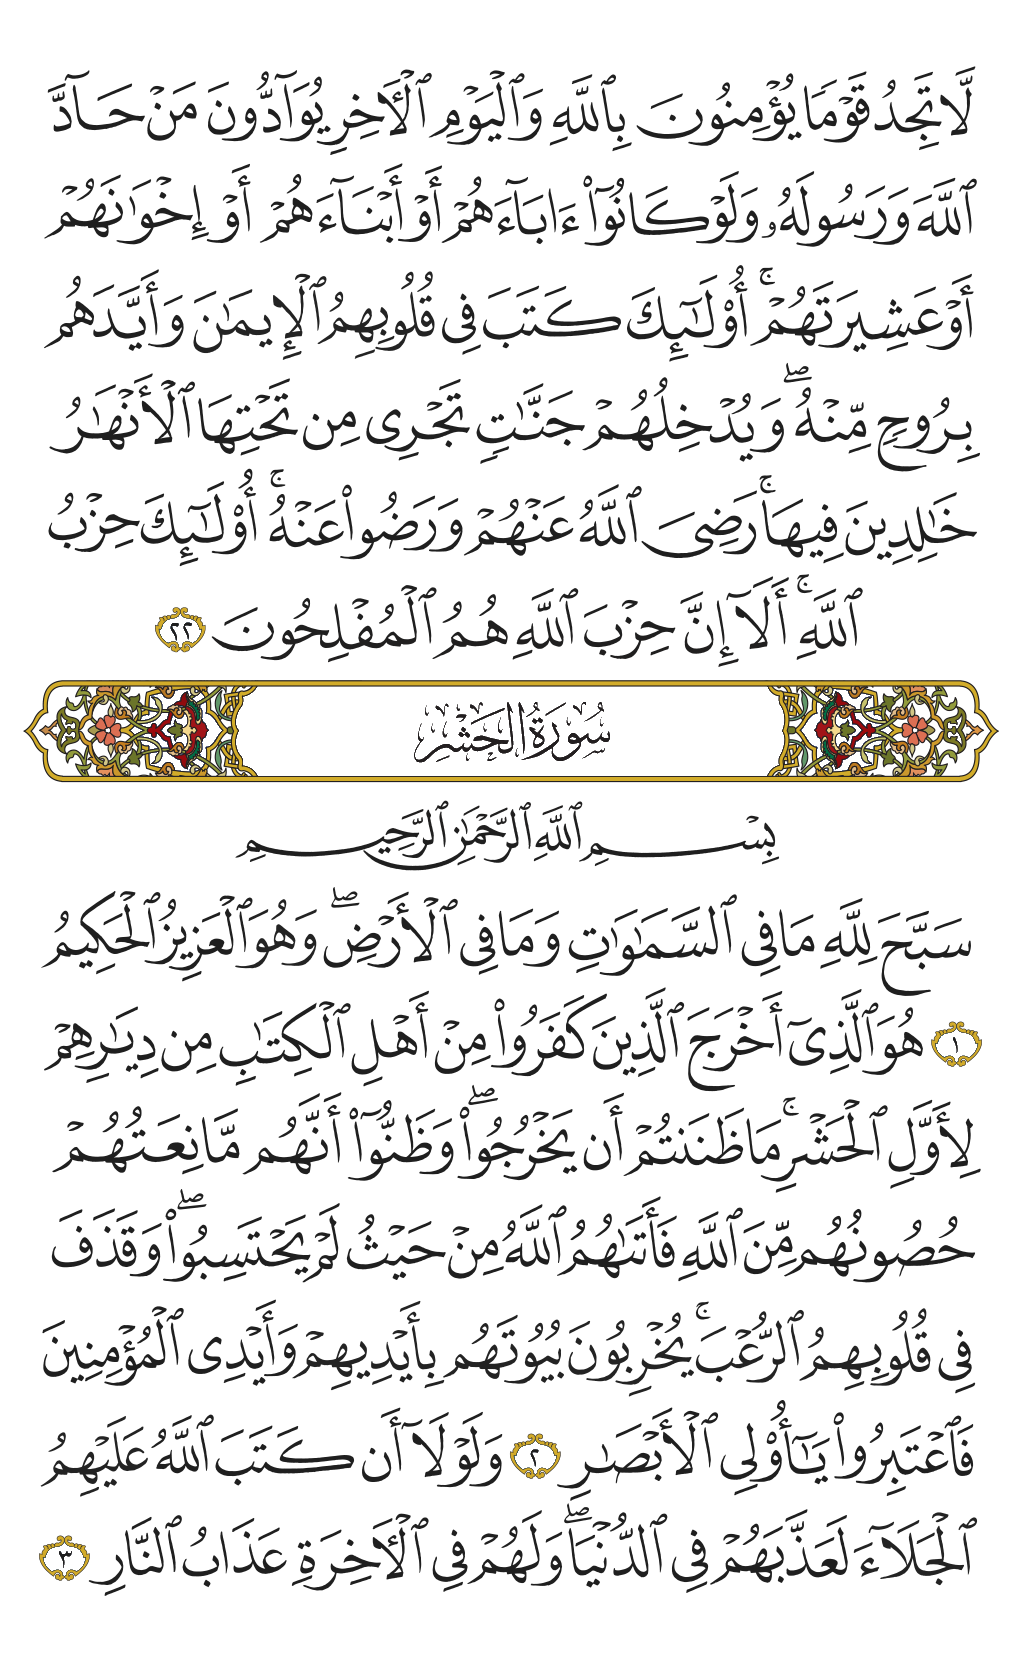 لَّا تَجِدُ قَوْمًا يُؤْمِنُونَ بِٱللَّهِ وَٱلْيَوْمِ ٱلْـَٔاخِرِ يُوَآدُّونَ مَنْ حَآدَّ
ٱللَّهَ وَرَسُولَهُۥ وَلَوْ كَانُوٓا۟ ءَابَآءَهُمْ أَوْ أَبْنَآءَهُمْ أَوْ إِخْوَٰنَهُمْ
أَوْ عَشِيرَتَهُمْ ۚ أُو۟لَـٰٓئِكَ كَتَبَ فِى قُلُوبِهِمُ ٱلْإِيمَـٰنَ وَأَيَّدَهُم
بِرُوحٍ مِّنْهُ ۖ وَيُدْخِلُهُمْ جَنَّـٰتٍ تَجْرِى مِن تَحْتِهَا ٱلْأَنْهَـٰرُ
خَـٰلِدِينَ فِيهَا ۚ رَضِىَ ٱللَّهُ عَنْهُمْ وَرَضُوا۟ عَنْهُ ۚ أُو۟لَـٰٓئِكَ حِزْبُ
ٱللَّهِ ۚ أَلَآ إِنَّ حِزْبَ ٱللَّهِ هُمُ ٱلْمُفْلِحُونَ ٢٢
سُورَةُ الحَشْرِ
بِسْمِ ٱللَّهِ ٱلرَّحْمَـٰنِ ٱلرَّحِيمِ
سَبَّحَ لِلَّهِ مَا فِى ٱلسَّمَـٰوَٰتِ وَمَا فِى ٱلْأَرْضِ ۖ وَهُوَ ٱلْعَزِيزُ ٱلْحَكِيمُ
١ هُوَ ٱلَّذِىٓ أَخْرَجَ ٱلَّذِينَ كَفَرُوا۟ مِنْ أَهْلِ ٱلْكِتَـٰبِ مِن دِيَـٰرِهِمْ
لِأَوَّلِ ٱلْحَشْرِ ۚ مَا ظَنَنتُمْ أَن يَخْرُجُوا۟ ۖ وَظَنُّوٓا۟ أَنَّهُم مَّانِعَتُهُمْ
حُصُونُهُم مِّنَ ٱللَّهِ فَأَتَىٰهُمُ ٱللَّهُ مِنْ حَيْثُ لَمْ يَحْتَسِبُوا۟ ۖ وَقَذَفَ
فِى قُلُوبِهِمُ ٱلرُّعْبَ ۚ يُخْرِبُونَ بُيُوتَهُم بِأَيْدِيهِمْ وَأَيْدِى ٱلْمُؤْمِنِينَ
فَٱعْتَبِرُوا۟ يَـٰٓأُو۟لِى ٱلْأَبْصَـٰرِ ٢ وَلَوْلَآ أَن كَتَبَ ٱللَّهُ عَلَيْهِمُ
ٱلْجَلَآءَ لَعَذَّبَهُمْ فِى ٱلدُّنْيَا ۖ وَلَهُمْ فِى ٱلْـَٔاخِرَةِ عَذَابُ ٱلنَّارِ ٣